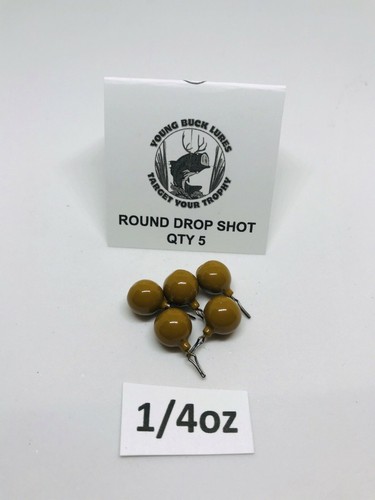 YOUNG BUCK LURES
TARGET YOUR TROPHY
ROUND DROP SHOT
QTY 5
1/4oz